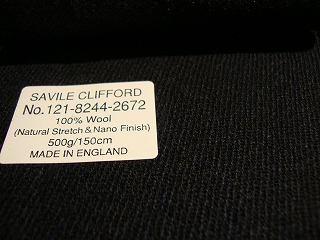 SAVILE CLIFFORD
No.121-8244-2672
100% Wool
(Natural Stretch & Nano Finish)
500g/150cm
MADE IN ENGLAND